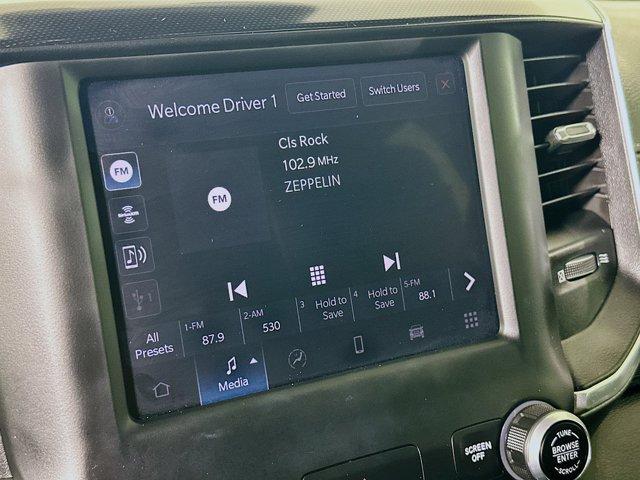 Welcome Driver 1
Get Started
Switch Users
X
FM
Cls Rock
102.9 MHz
ZEPPELIN
FM
SiriusXM
1
All Presets
1-FM
87.9
2-AM
530
3
Hold to Save
4
Hold to Save
5-FM
88.1
Media
SCREEN OFF
TUNE
BROWSE
ENTER
SCROLL